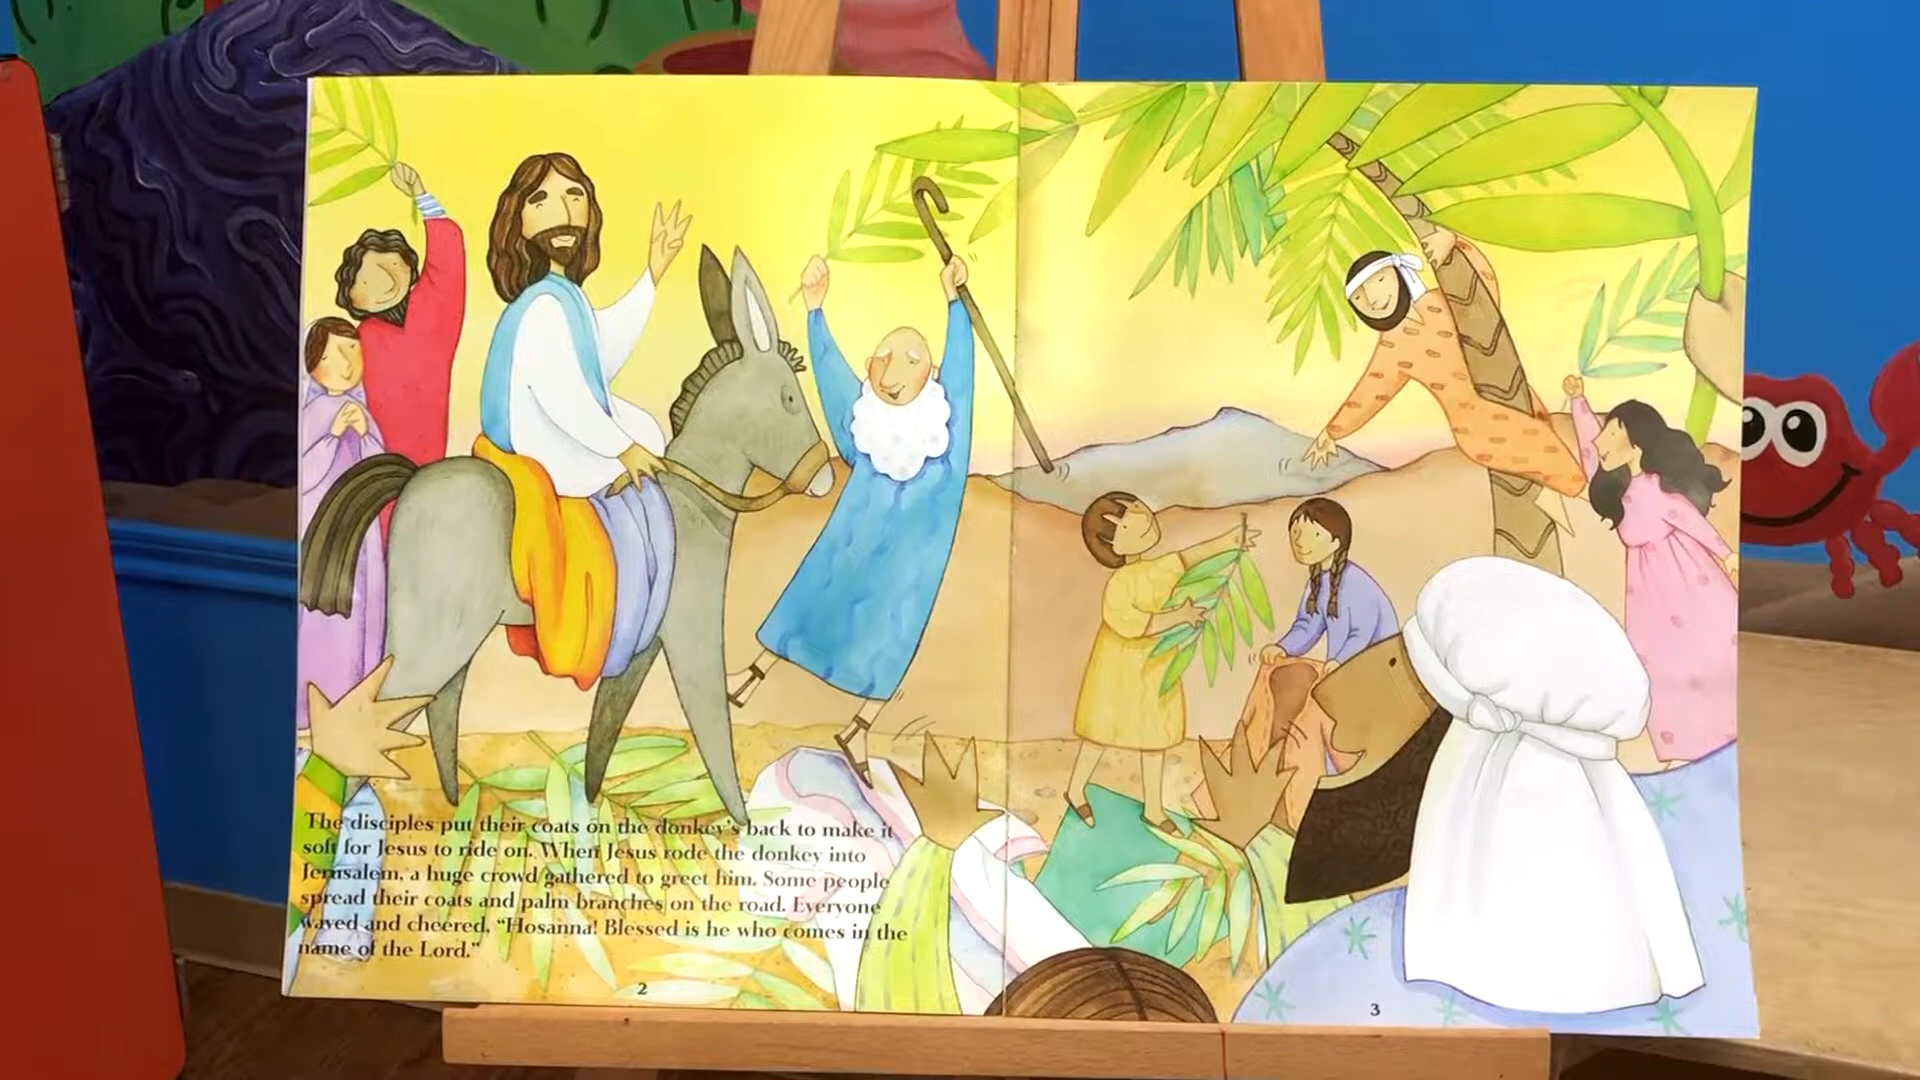 The disciples put their coats on the donkey's back to make it
soft for Jesus to ride on. When Jesus rode the donkey into
Jerusalem, a huge crowd gathered to greet him. Some people
spread their coats and palm branches on the road. Everyone
waved and cheered, “Hosanna! Blessed is he who comes in the
name of the Lord.”
2
3